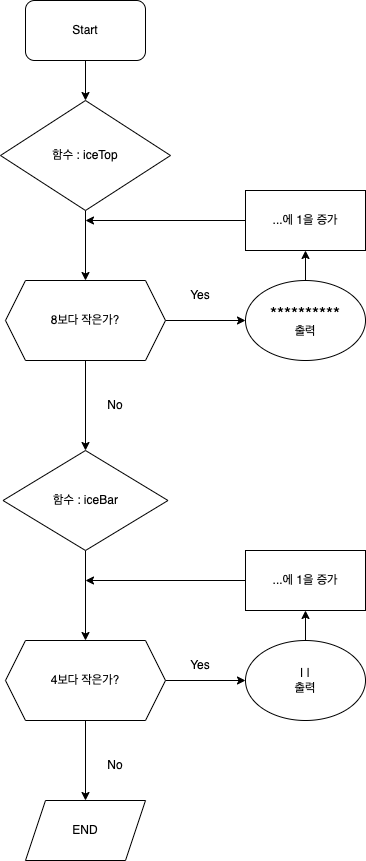 Start
함수 : iceTop
...에 1을 증가
8보다 작은가?
Yes
**********
출력
No
함수 : iceBar
...에 1을 증가
4보다 작은가?
Yes
| |
출력
No
END